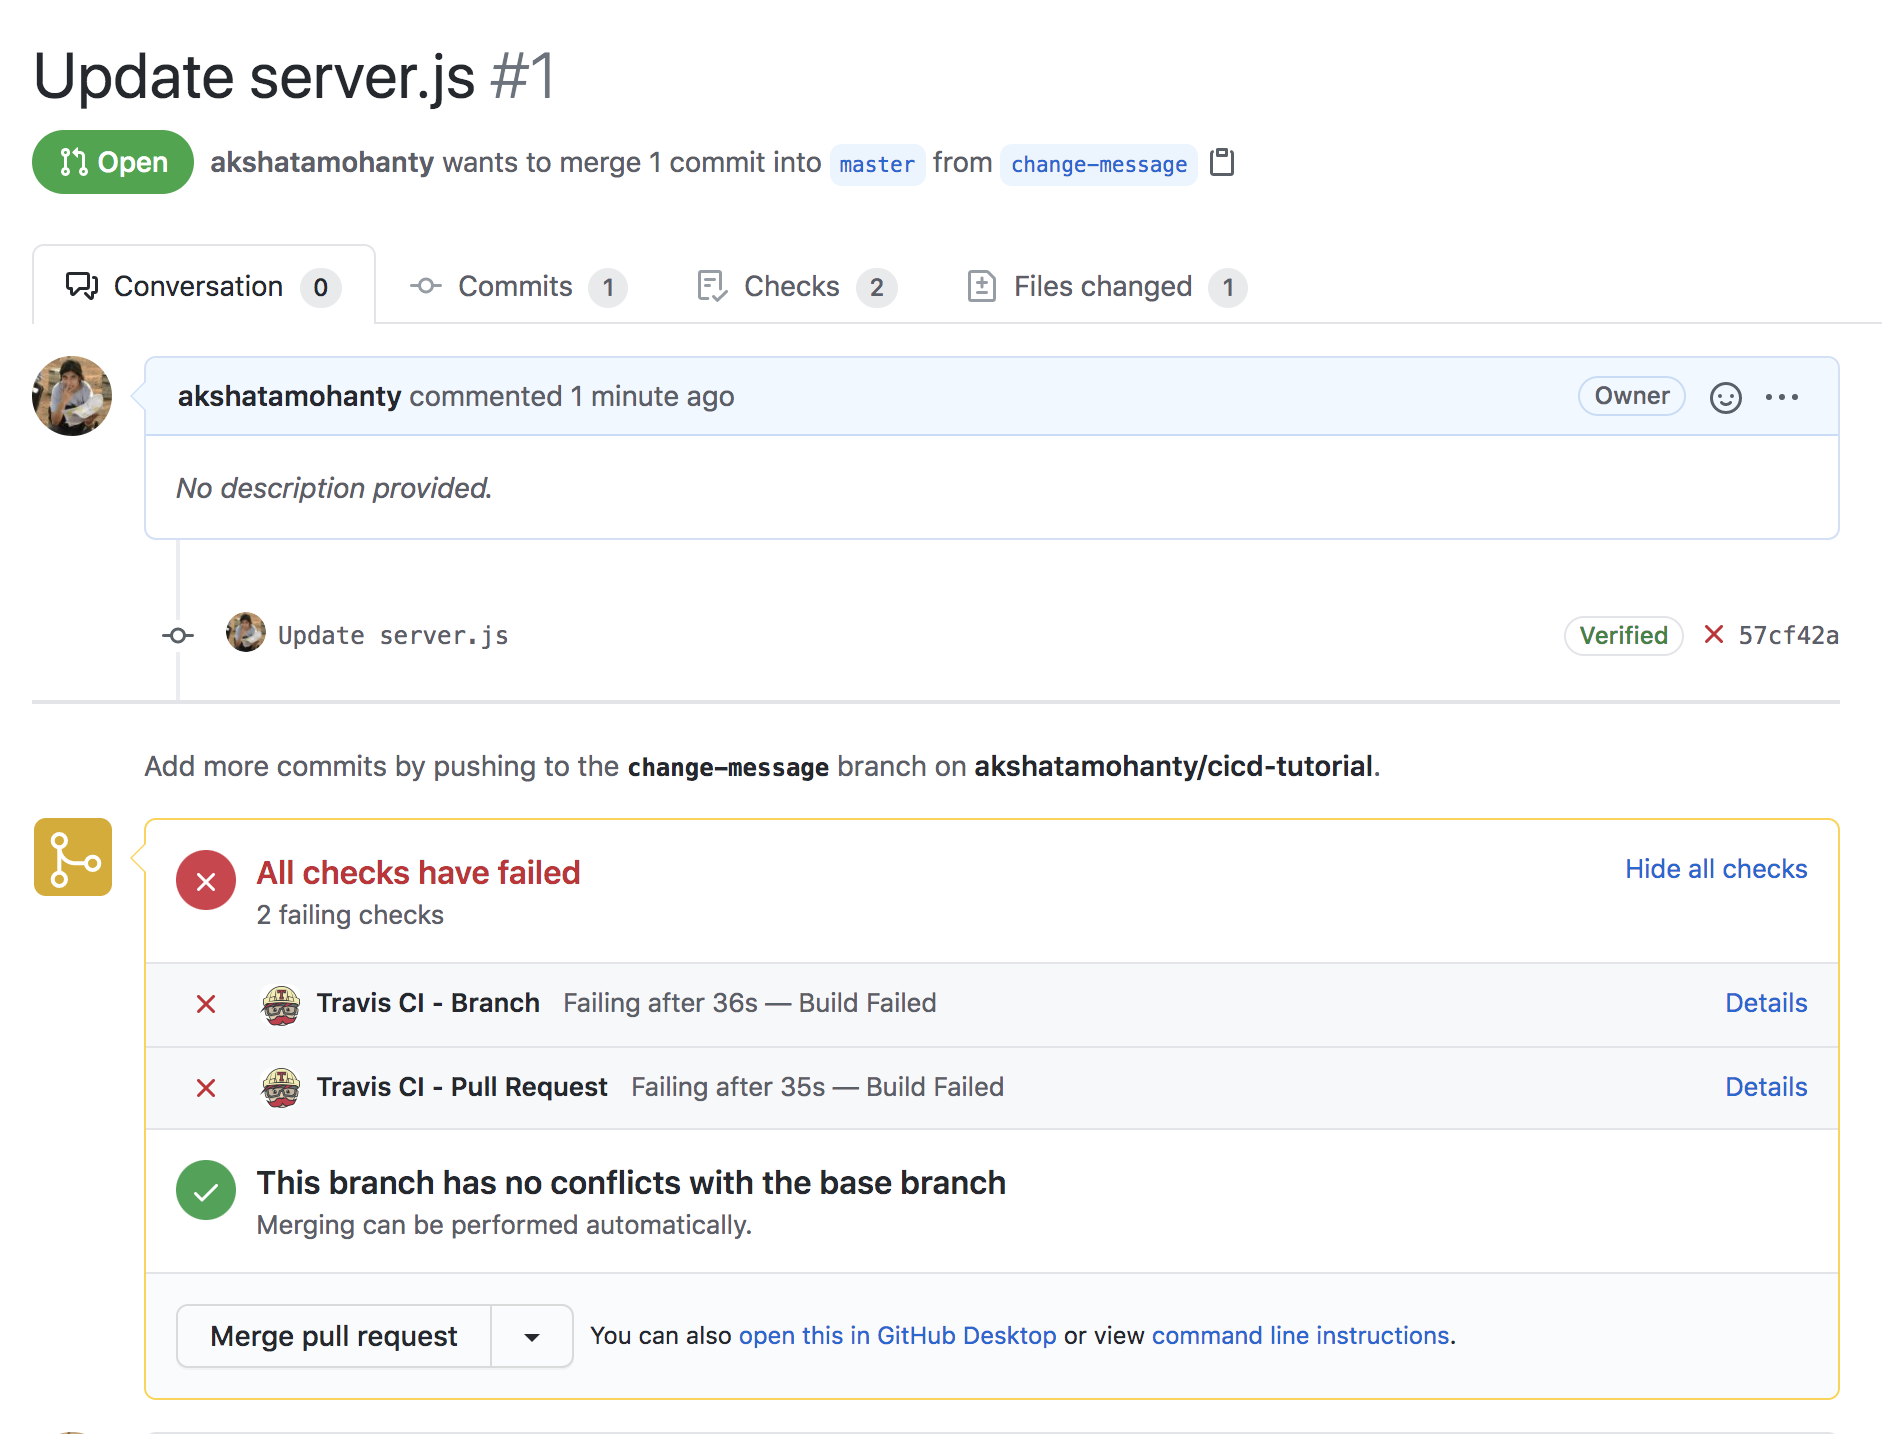 Update server.js #1
Open akshatamohanty wants to merge 1 commit into master from change-message
Conversation 0 Commits 1 Checks 2 Files changed 1
akshatamohanty commented 1 minute ago Owner
No description provided.
Update server.js Verified 57cf42a
Add more commits by pushing to the change-message branch on akshatamohanty/cicd-tutorial.
All checks have failed Hide all checks
2 failing checks
Travis CI - Branch Failing after 36s — Build Failed Details
Travis CI - Pull Request Failing after 35s — Build Failed Details
This branch has no conflicts with the base branch
Merging can be performed automatically.
Merge pull request You can also open this in GitHub Desktop or view command line instructions.